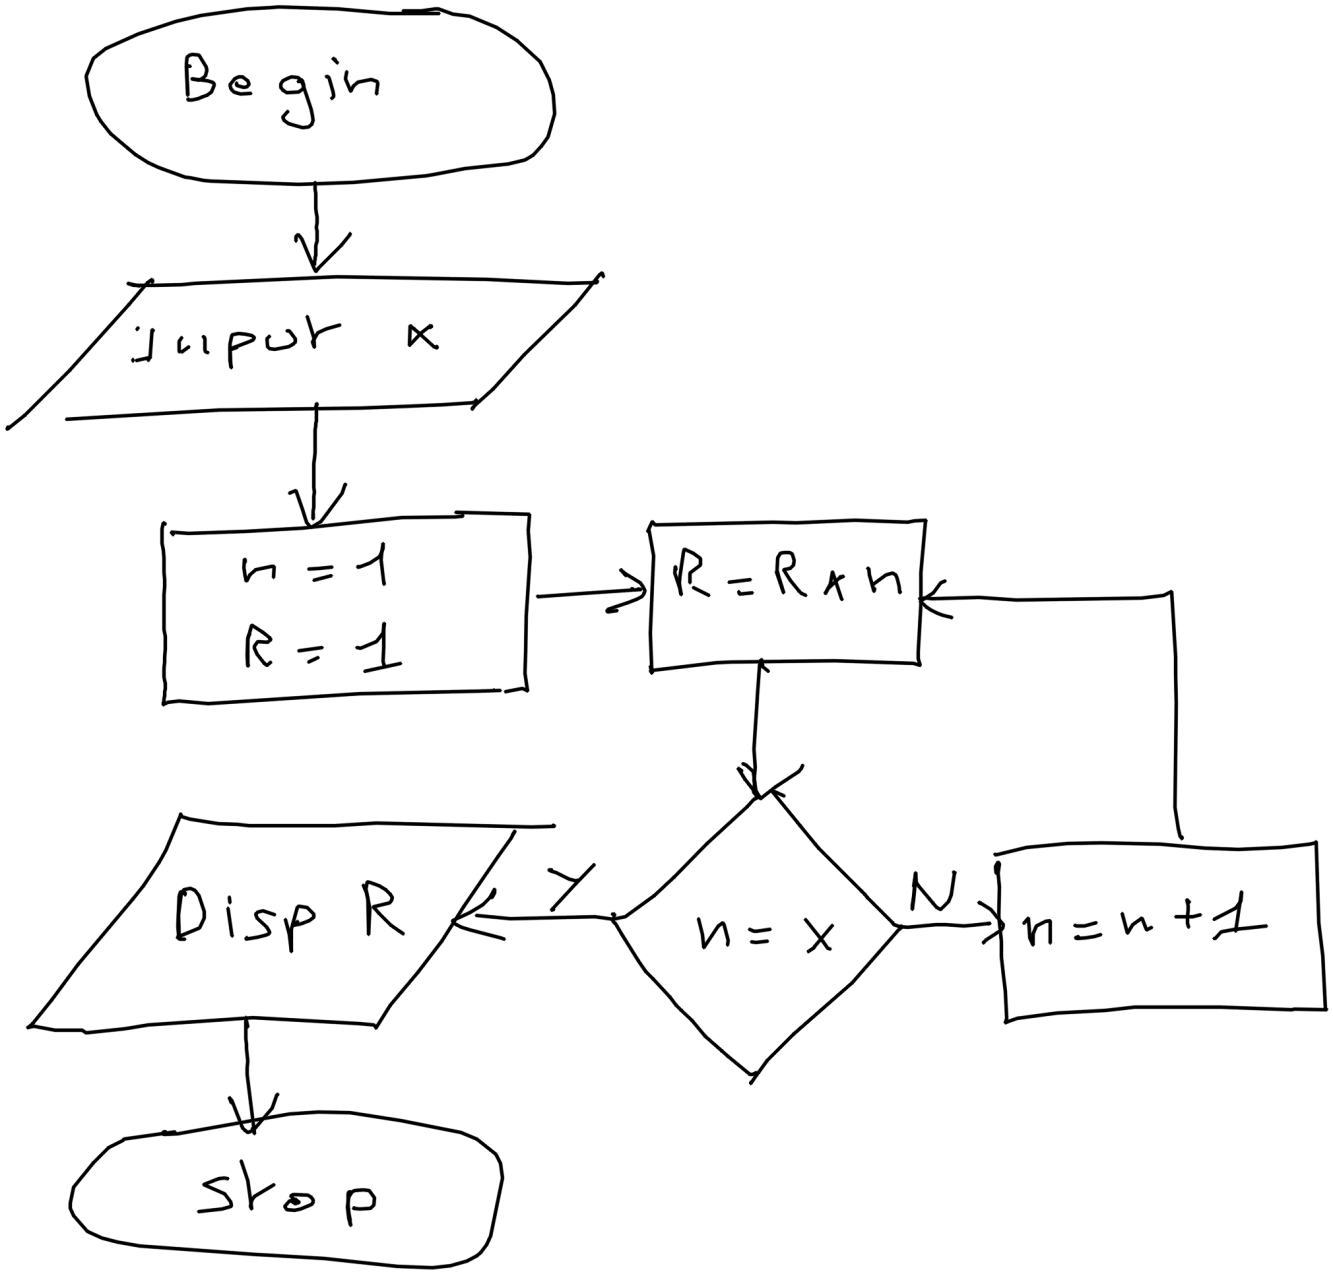 Begin
Input x
n = 1
R = 1
R = R x n
n = x
N
n = n + 1
Y
Disp R
Stop